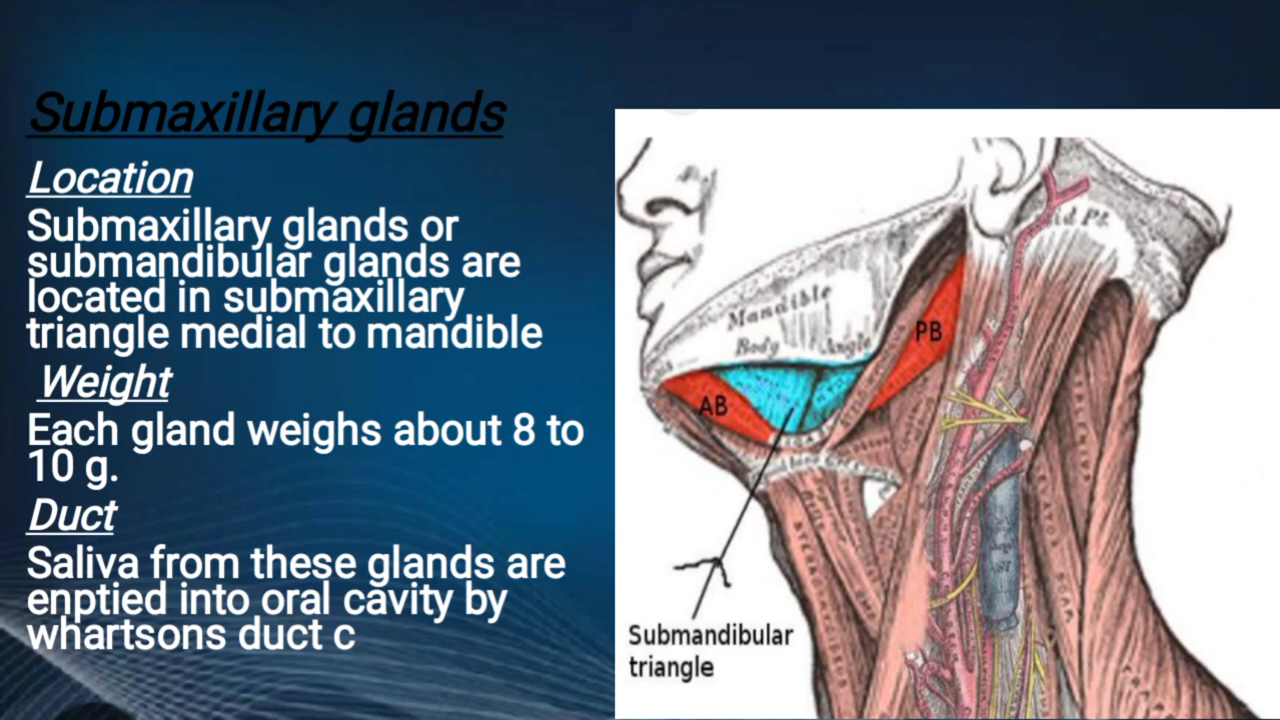 Submaxillary glands
Location
Submaxillary glands or
submandibular glands are
located in submaxillary
triangle medial to mandible
Weight
Each gland weighs about 8 to
10 g.
Duct
Saliva from these glands are
enptied into oral cavity by
whartsons duct c
id Pt.
Mandible
Body Angle
PB
AB
Submandibular
triangle